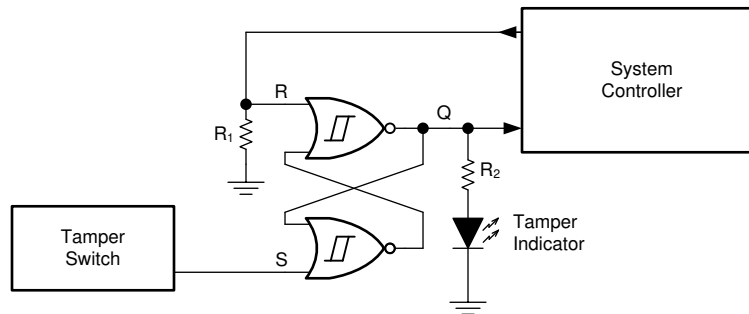 System
Controller
R
Q
R₁
R₂
Tamper
Indicator
Tamper
Switch
S